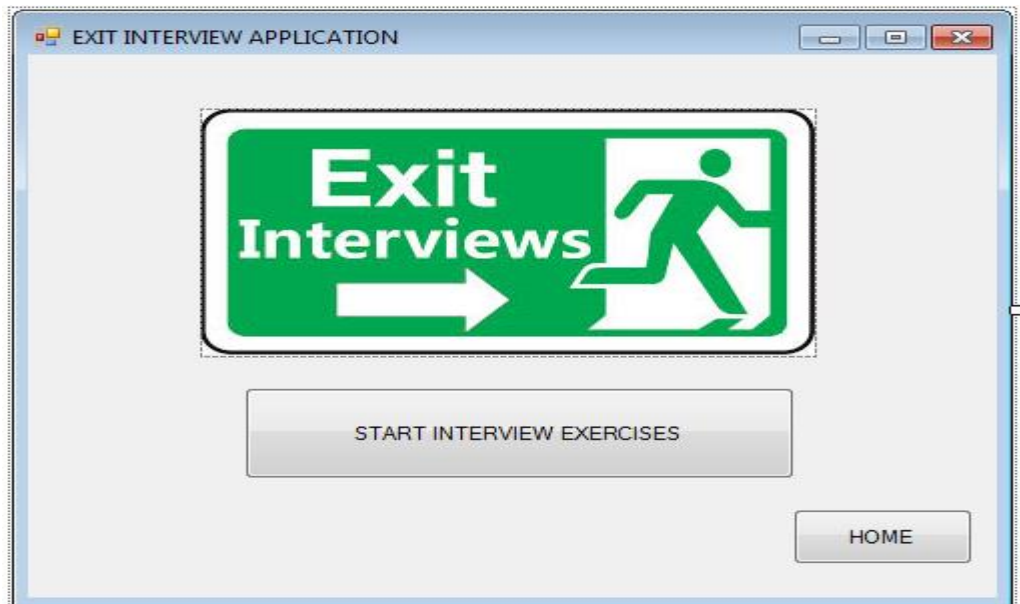 EXIT INTERVIEW APPLICATION
Exit
Interviews
START INTERVIEW EXERCISES
HOME